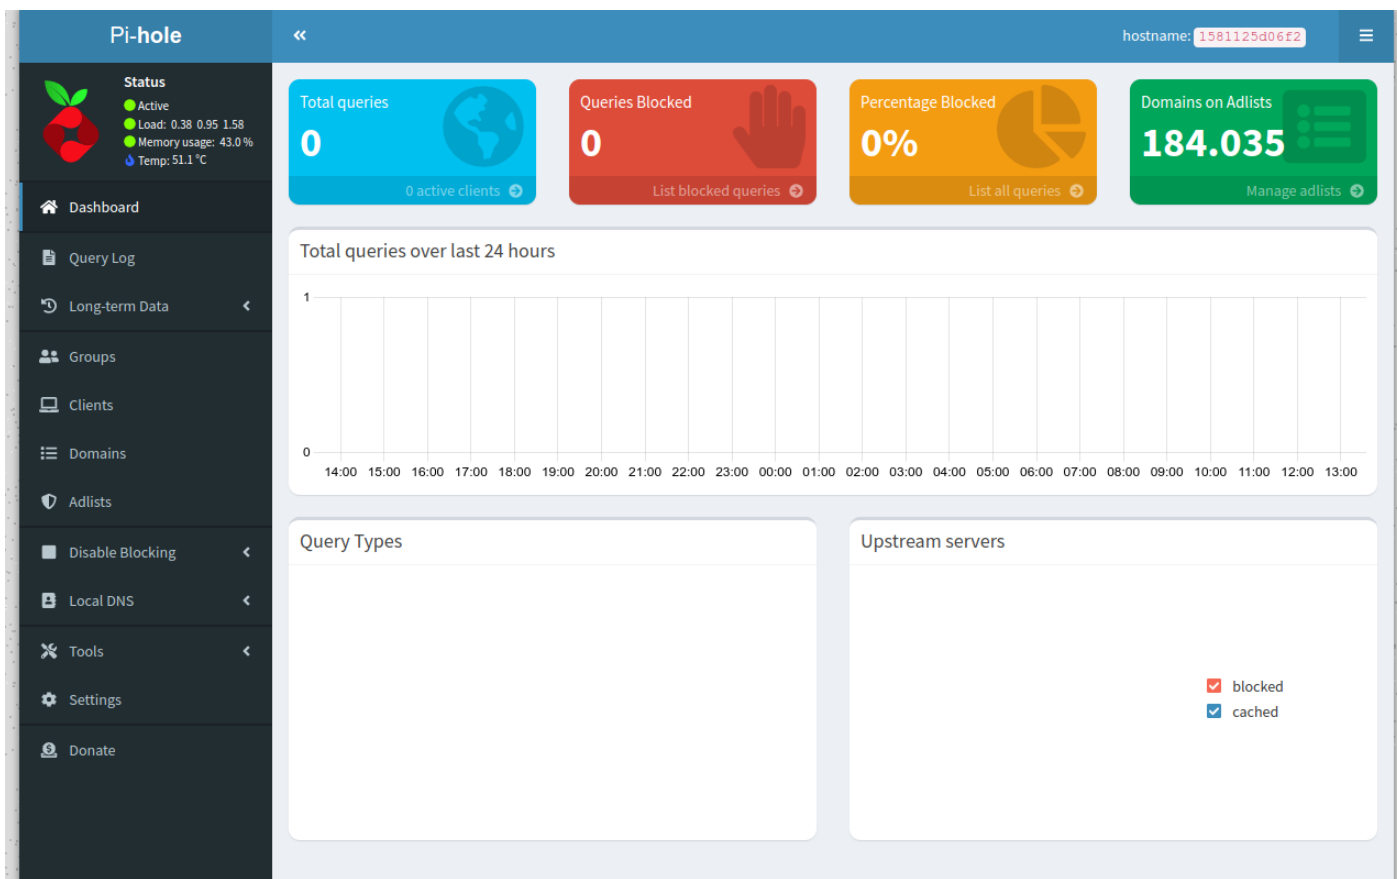 Pi-hole
hostname: 1581125d06f2
Status
Active
Load: 0.38 0.95 1.58
Memory usage: 43.0 %
Temp: 51.1 °C
Dashboard
Query Log
Long-term Data
Groups
Clients
Domains
Adlists
Disable Blocking
Local DNS
Tools
Settings
Donate
Total queries
0
0 active clients
Queries Blocked
0
List blocked queries
Percentage Blocked
0%
List all queries
Domains on Adlists
184.035
Manage adlists
Total queries over last 24 hours
1
0
14:00 15:00 16:00 17:00 18:00 19:00 20:00 21:00 22:00 23:00 00:00 01:00 02:00 03:00 04:00 05:00 06:00 07:00 08:00 09:00 10:00 11:00 12:00 13:00
Query Types
Upstream servers
blocked
cached